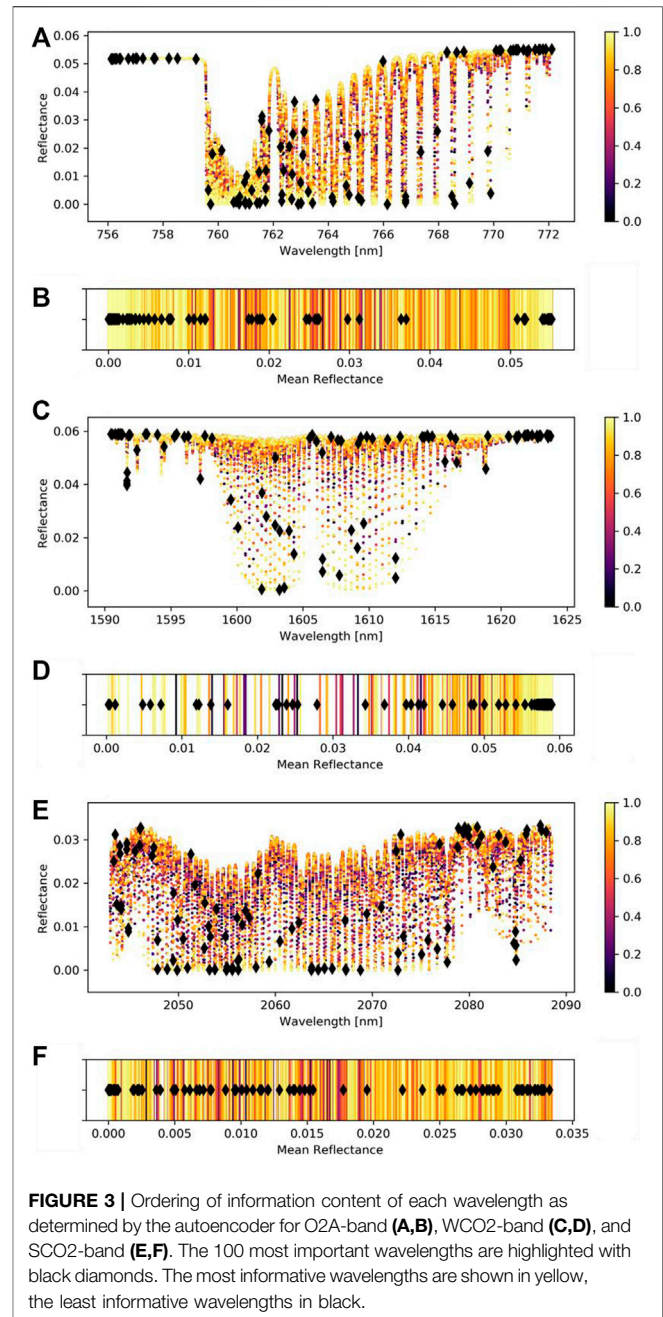 A
0.06
0.05
0.04
0.03
0.02
0.01
0.00
Reflectance
756 758 760 762 764 766 768 770 772
Wavelength [nm]
1.0
0.8
0.6
0.4
0.2
0.0
B
0.00 0.01 0.02 0.03 0.04 0.05
Mean Reflectance
C
0.06
0.04
0.02
0.00
Reflectance
1590 1595 1600 1605 1610 1615 1620 1625
Wavelength [nm]
1.0
0.8
0.6
0.4
0.2
0.0
D
0.00 0.01 0.02 0.03 0.04 0.05 0.06
Mean Reflectance
E
0.03
0.02
0.01
0.00
Reflectance
2050 2060 2070 2080 2090
Wavelength [nm]
1.0
0.8
0.6
0.4
0.2
0.0
F
0.000 0.005 0.010 0.015 0.020 0.025 0.030 0.035
Mean Reflectance
FIGURE 3 | Ordering of information content of each wavelength as
determined by the autoencoder for O2A-band (A,B), WCO2-band (C,D), and
SCO2-band (E,F). The 100 most important wavelengths are highlighted with
black diamonds. The most informative wavelengths are shown in yellow,
the least informative wavelengths in black.